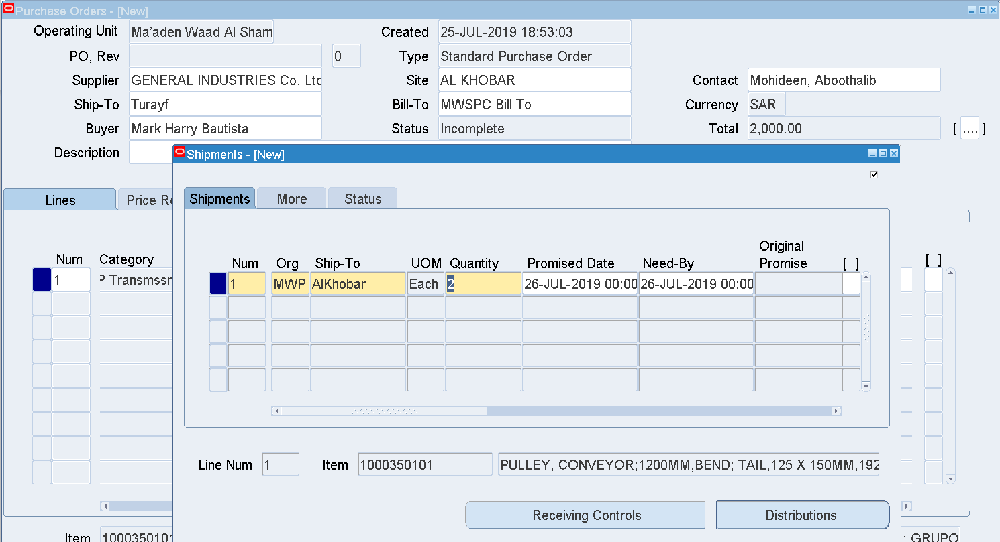 Purchase Orders - [New]
Operating Unit Ma'aden Waad Al Sham Created 25-JUL-2019 18:53:03
PO, Rev 0 Type Standard Purchase Order
Supplier GENERAL INDUSTRIES Co. Ltd Site AL KHOBAR Contact Mohideen, Aboothalib
Ship-To Turayf Bill-To MWSPC Bill To Currency SAR
Buyer Mark Harry Bautista Status Incomplete Total 2,000.00 [ .... ]
Description
Shipments - [New]
Lines Price Re
Shipments More Status
Num Category [ ]
Num Org Ship-To UOM Quantity Promised Date Need-By Original Promise [ ]
1 P Transmssn
1 MWP AlKhobar Each 2 26-JUL-2019 00:00 26-JUL-2019 00:00
Line Num 1 Item 1000350101 PULLEY, CONVEYOR;1200MM,BEND; TAIL,125 X 150MM,192
Receiving Controls Distributions
Item 1000350101 : GRUPO